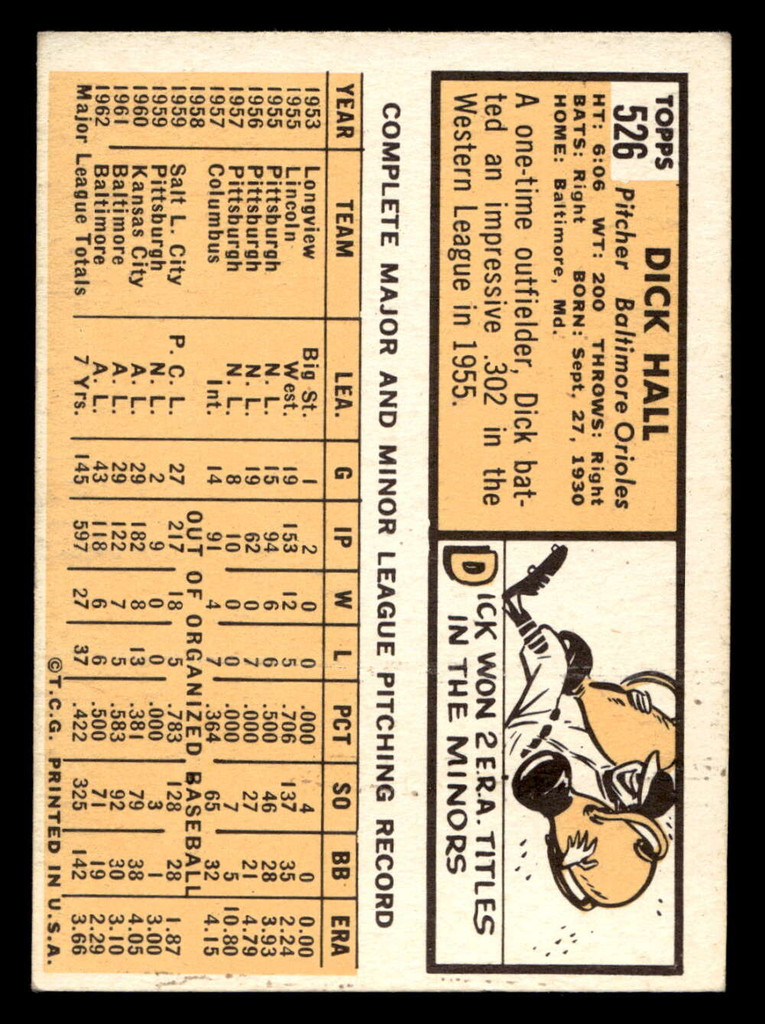 TOPPS
526
DICK HALL
Pitcher Baltimore Orioles
HT: 6:06 WT: 200 THROWS: Right
BATS: Right BORN: Sept, 27, 1930
HOME: Baltimore, Md.
A one-time outfielder, Dick bat-
ted an impressive .302 in the
Western League in 1955.
DICK WON 2 E.R.A. TITLES
IN THE MINORS
COMPLETE MAJOR AND MINOR LEAGUE PITCHING RECORD
YEAR TEAM LEA. G IP W L PCT SO BB ERA
1953 Longview Big St. 1 2 0 0 .000 4 0 0.00
1955 Lincoln West. 19 153 12 5 .706 137 35 2.24
1955 Pittsburgh N. L. 15 94 6 6 .500 46 28 3.93
1956 Pittsburgh N. L. 19 62 0 7 .000 27 21 4.79
1957 Pittsburgh N. L. 8 10 0 0 .000 7 5 10.80
1957 Columbus Int. 14 91 4 7 .364 65 32 4.15
1958 OUT OF ORGANIZED BASEBALL
1959 Salt L. City P. C. L. 27 217 18 5 .783 128 28 1.87
1959 Pittsburgh N. L. 2 9 0 0 .000 3 1 3.00
1960 Kansas City A. L. 29 182 8 13 .381 79 38 4.05
1961 Baltimore A. L. 29 122 7 5 .583 92 30 3.10
1962 Baltimore A. L. 43 118 6 6 .500 71 19 2.29
Major League Totals 7 Yrs. 145 597 27 37 .422 325 142 3.66
©T.C.G. PRINTED IN U.S.A.